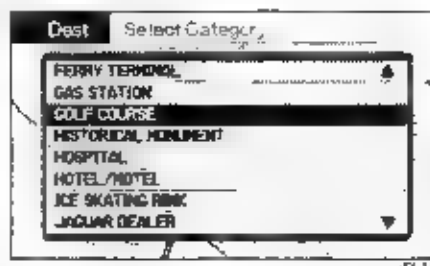 Dest Select Category
FERRY TERMINAL
GAS STATION
GOLF COURSE
HISTORICAL MONUMENT
HOSPITAL
HOTEL/MOTEL
ICE SKATING RINK
JAGUAR DEALER